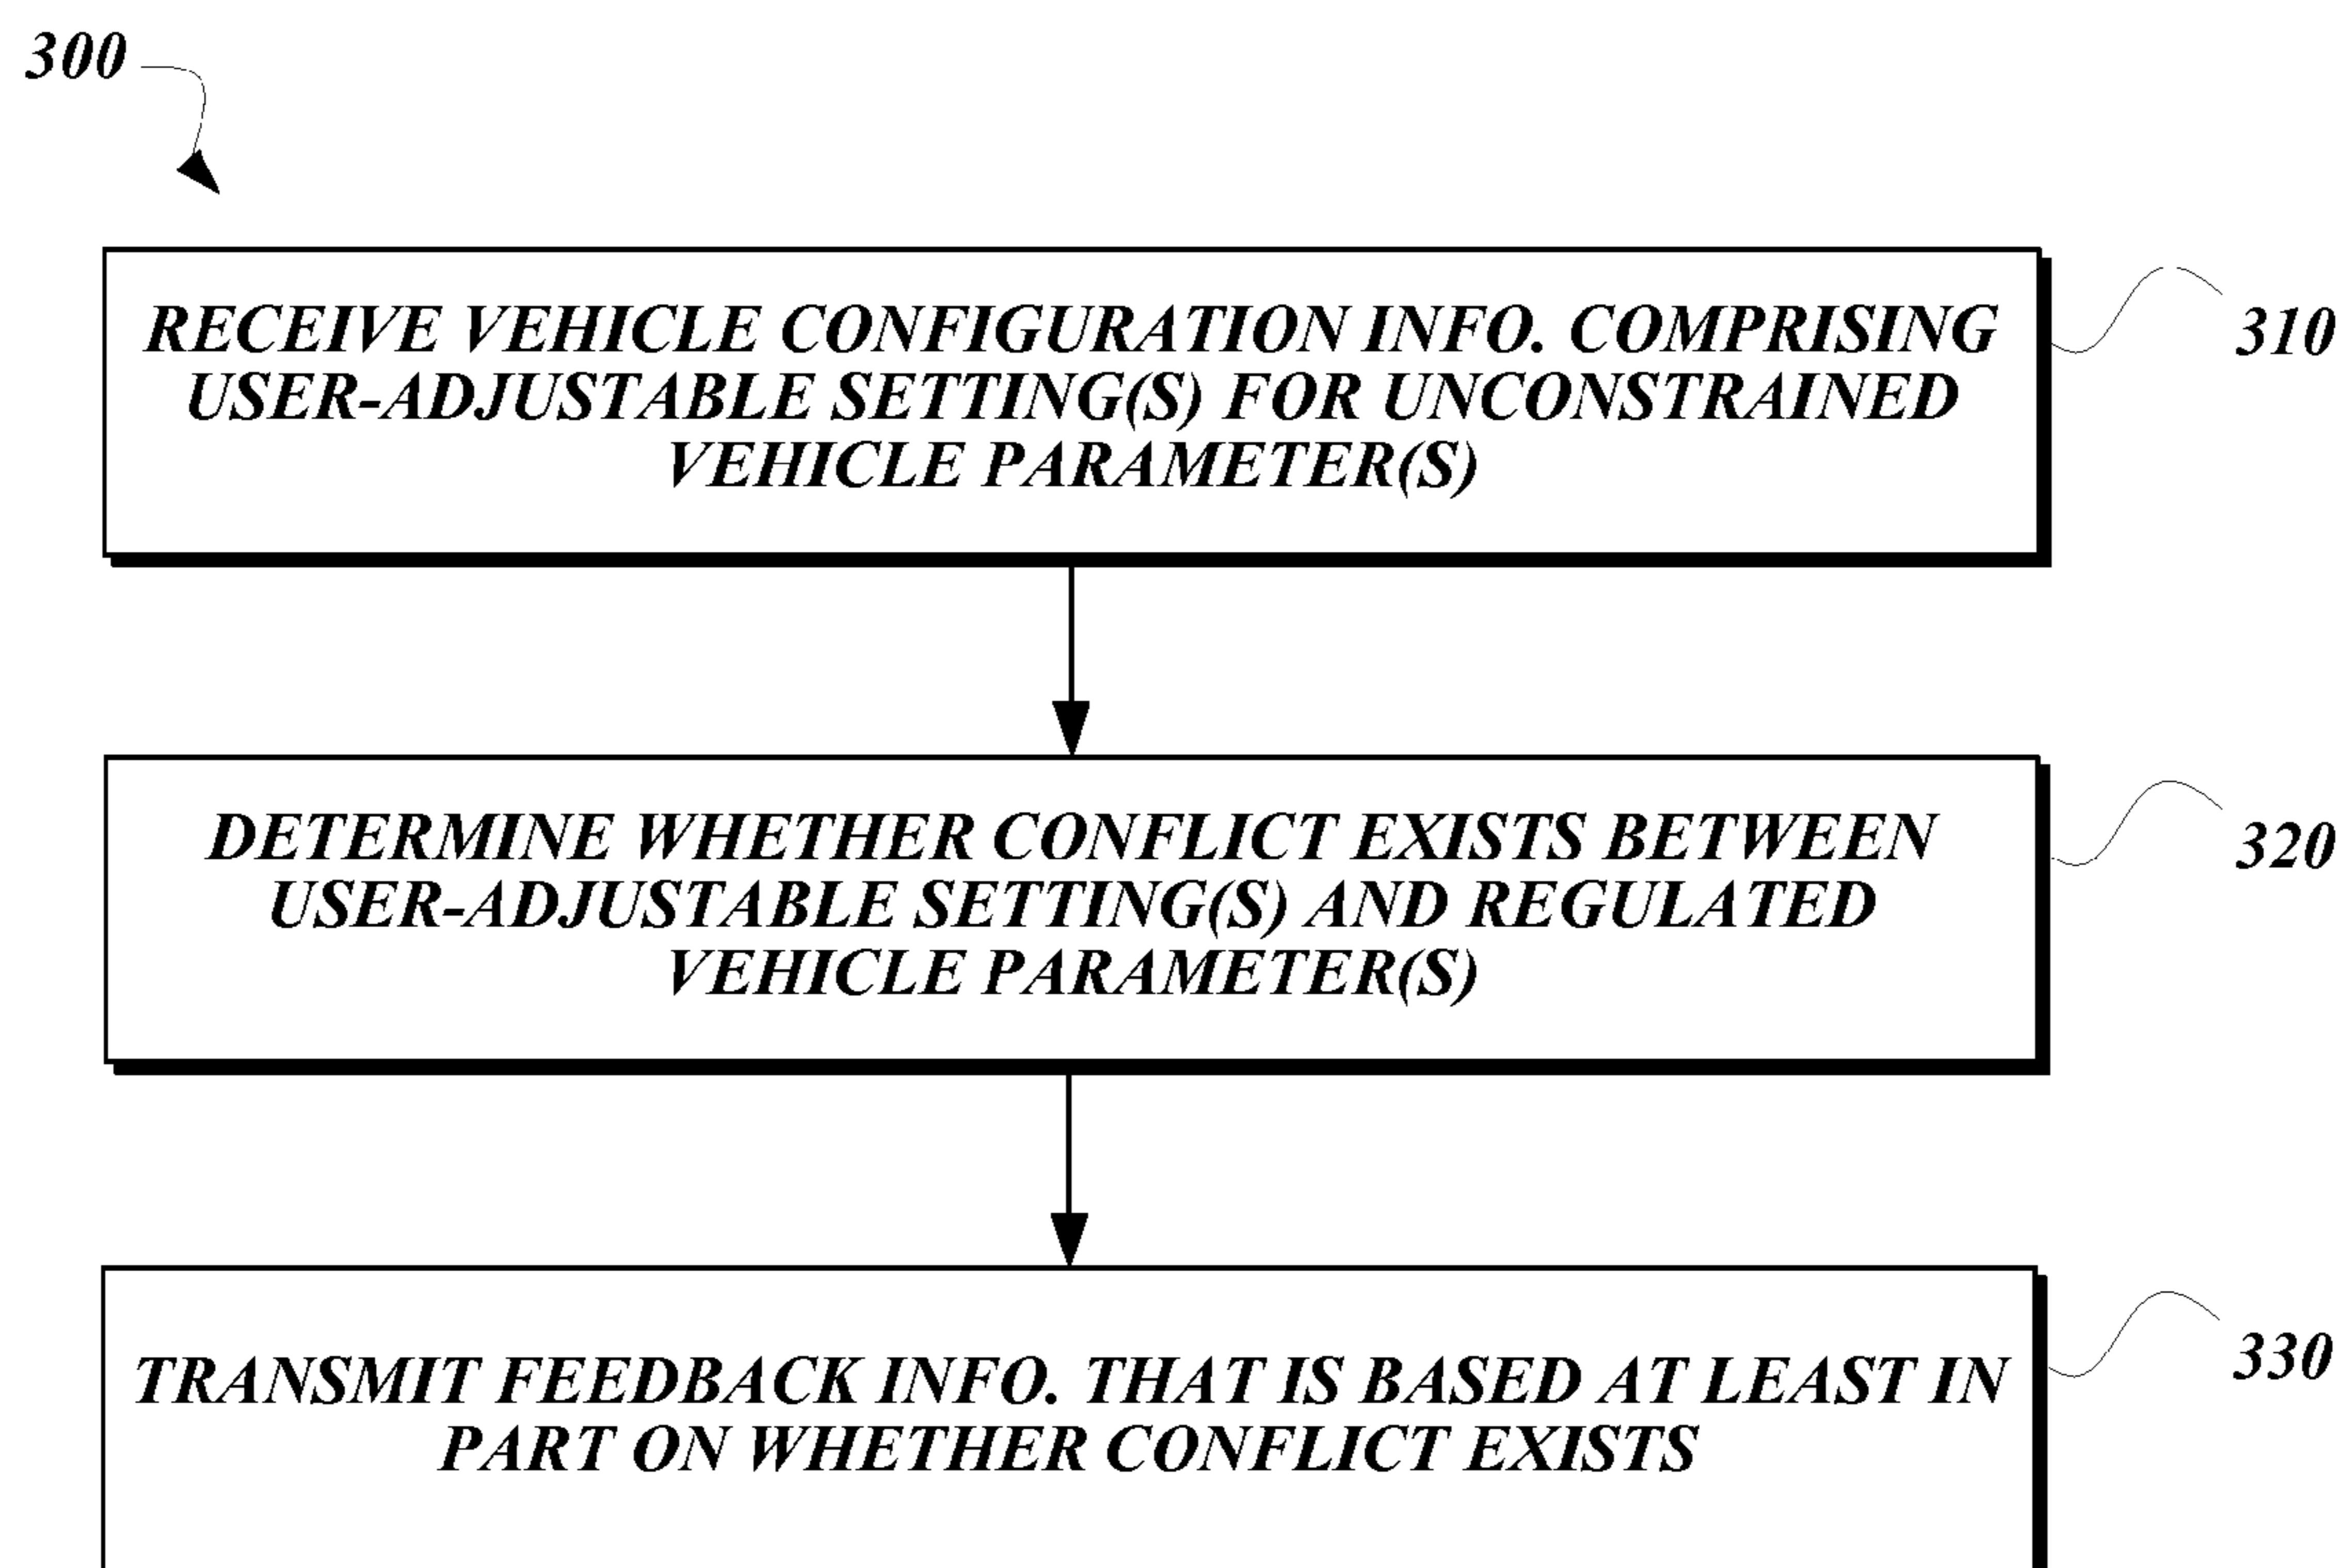 300
RECEIVE VEHICLE CONFIGURATION INFO. COMPRISING
USER-ADJUSTABLE SETTING(S) FOR UNCONSTRAINED
VEHICLE PARAMETER(S)
310
DETERMINE WHETHER CONFLICT EXISTS BETWEEN
USER-ADJUSTABLE SETTING(S) AND REGULATED
VEHICLE PARAMETER(S)
320
TRANSMIT FEEDBACK INFO. THAT IS BASED AT LEAST IN
PART ON WHETHER CONFLICT EXISTS
330